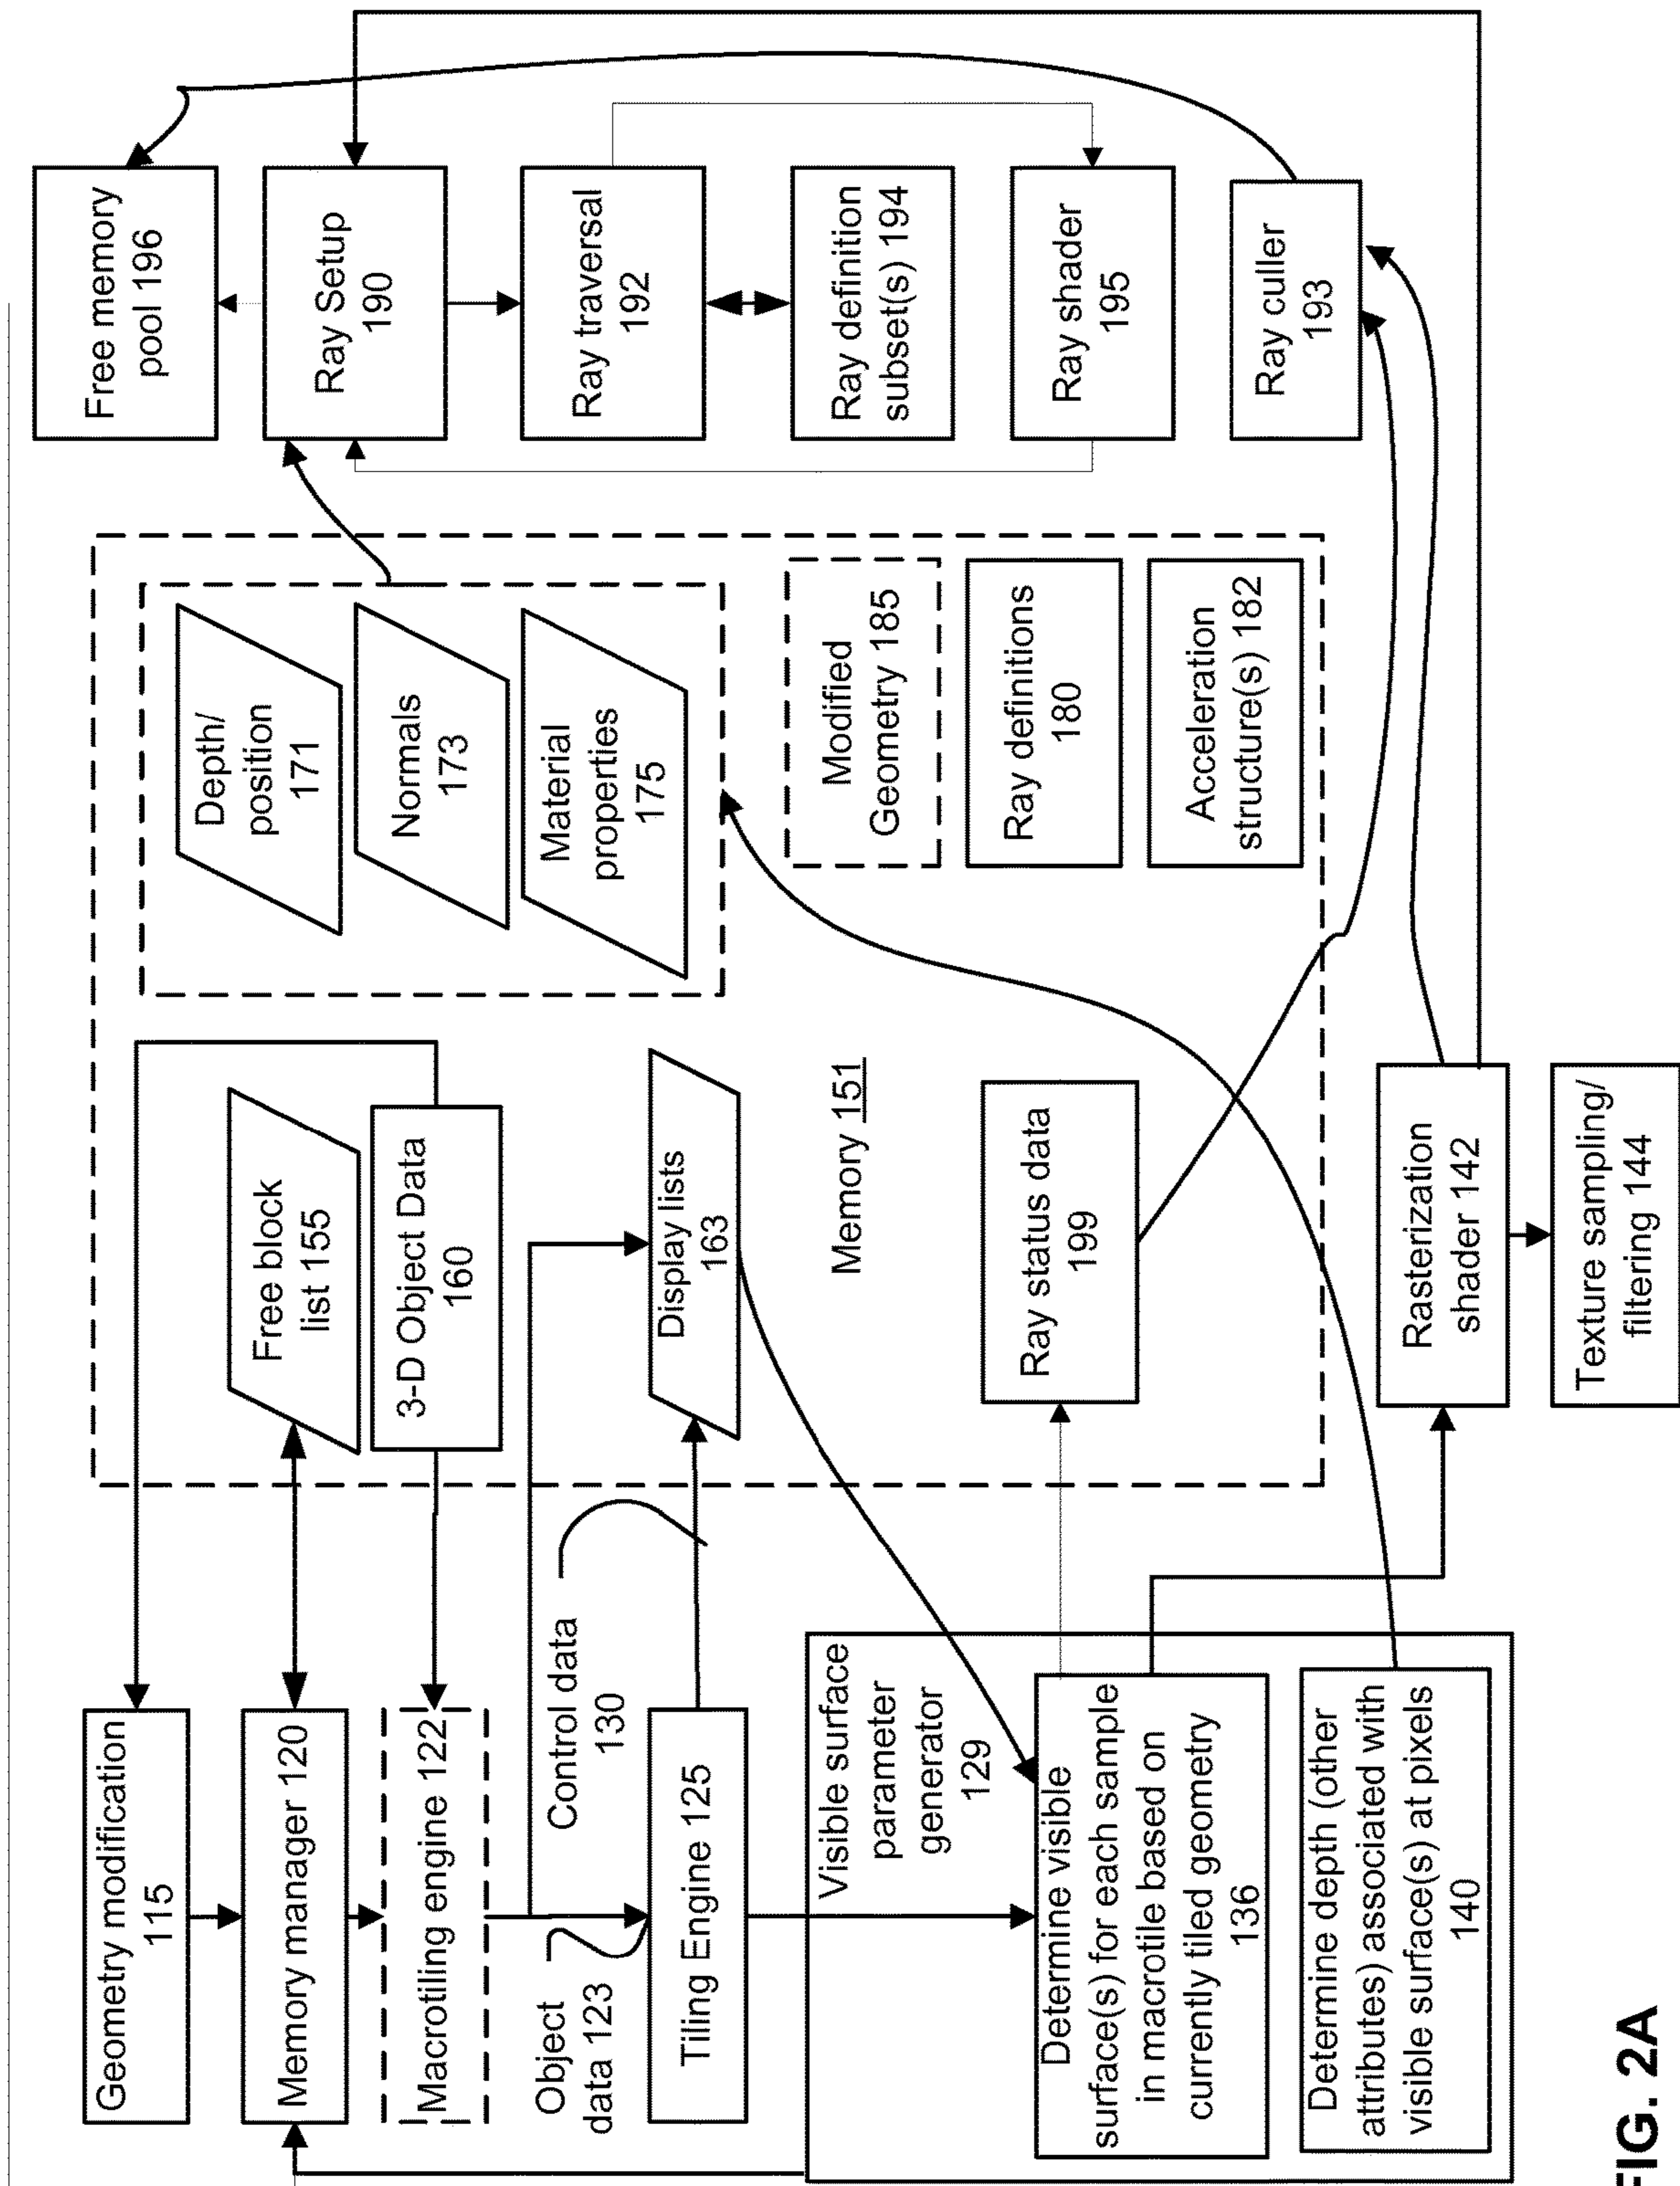 Geometry modification
115
Memory manager 120
Macrotiling engine 122
Object
data 123
Control data
130
Tiling Engine 125
Visible surface
parameter
generator
129
Determine visible
surface(s) for each sample
in macrotile based on
currently tiled geometry
136
Determine depth (other
attributes) associated with
visible surface(s) at pixels
140
Free block
list 155
3-D Object Data
160
Display lists
163
Memory 151
Ray status data
199
Rasterization
shader 142
Texture sampling/
filtering 144
Depth/
position
171
Normals
173
Material
properties
175
Modified
Geometry 185
Ray definitions
180
Acceleration
structure(s) 182
Free memory
pool 196
Ray Setup
190
Ray traversal
192
Ray definition
subset(s) 194
Ray shader
195
Ray culler
193
FIG. 2A